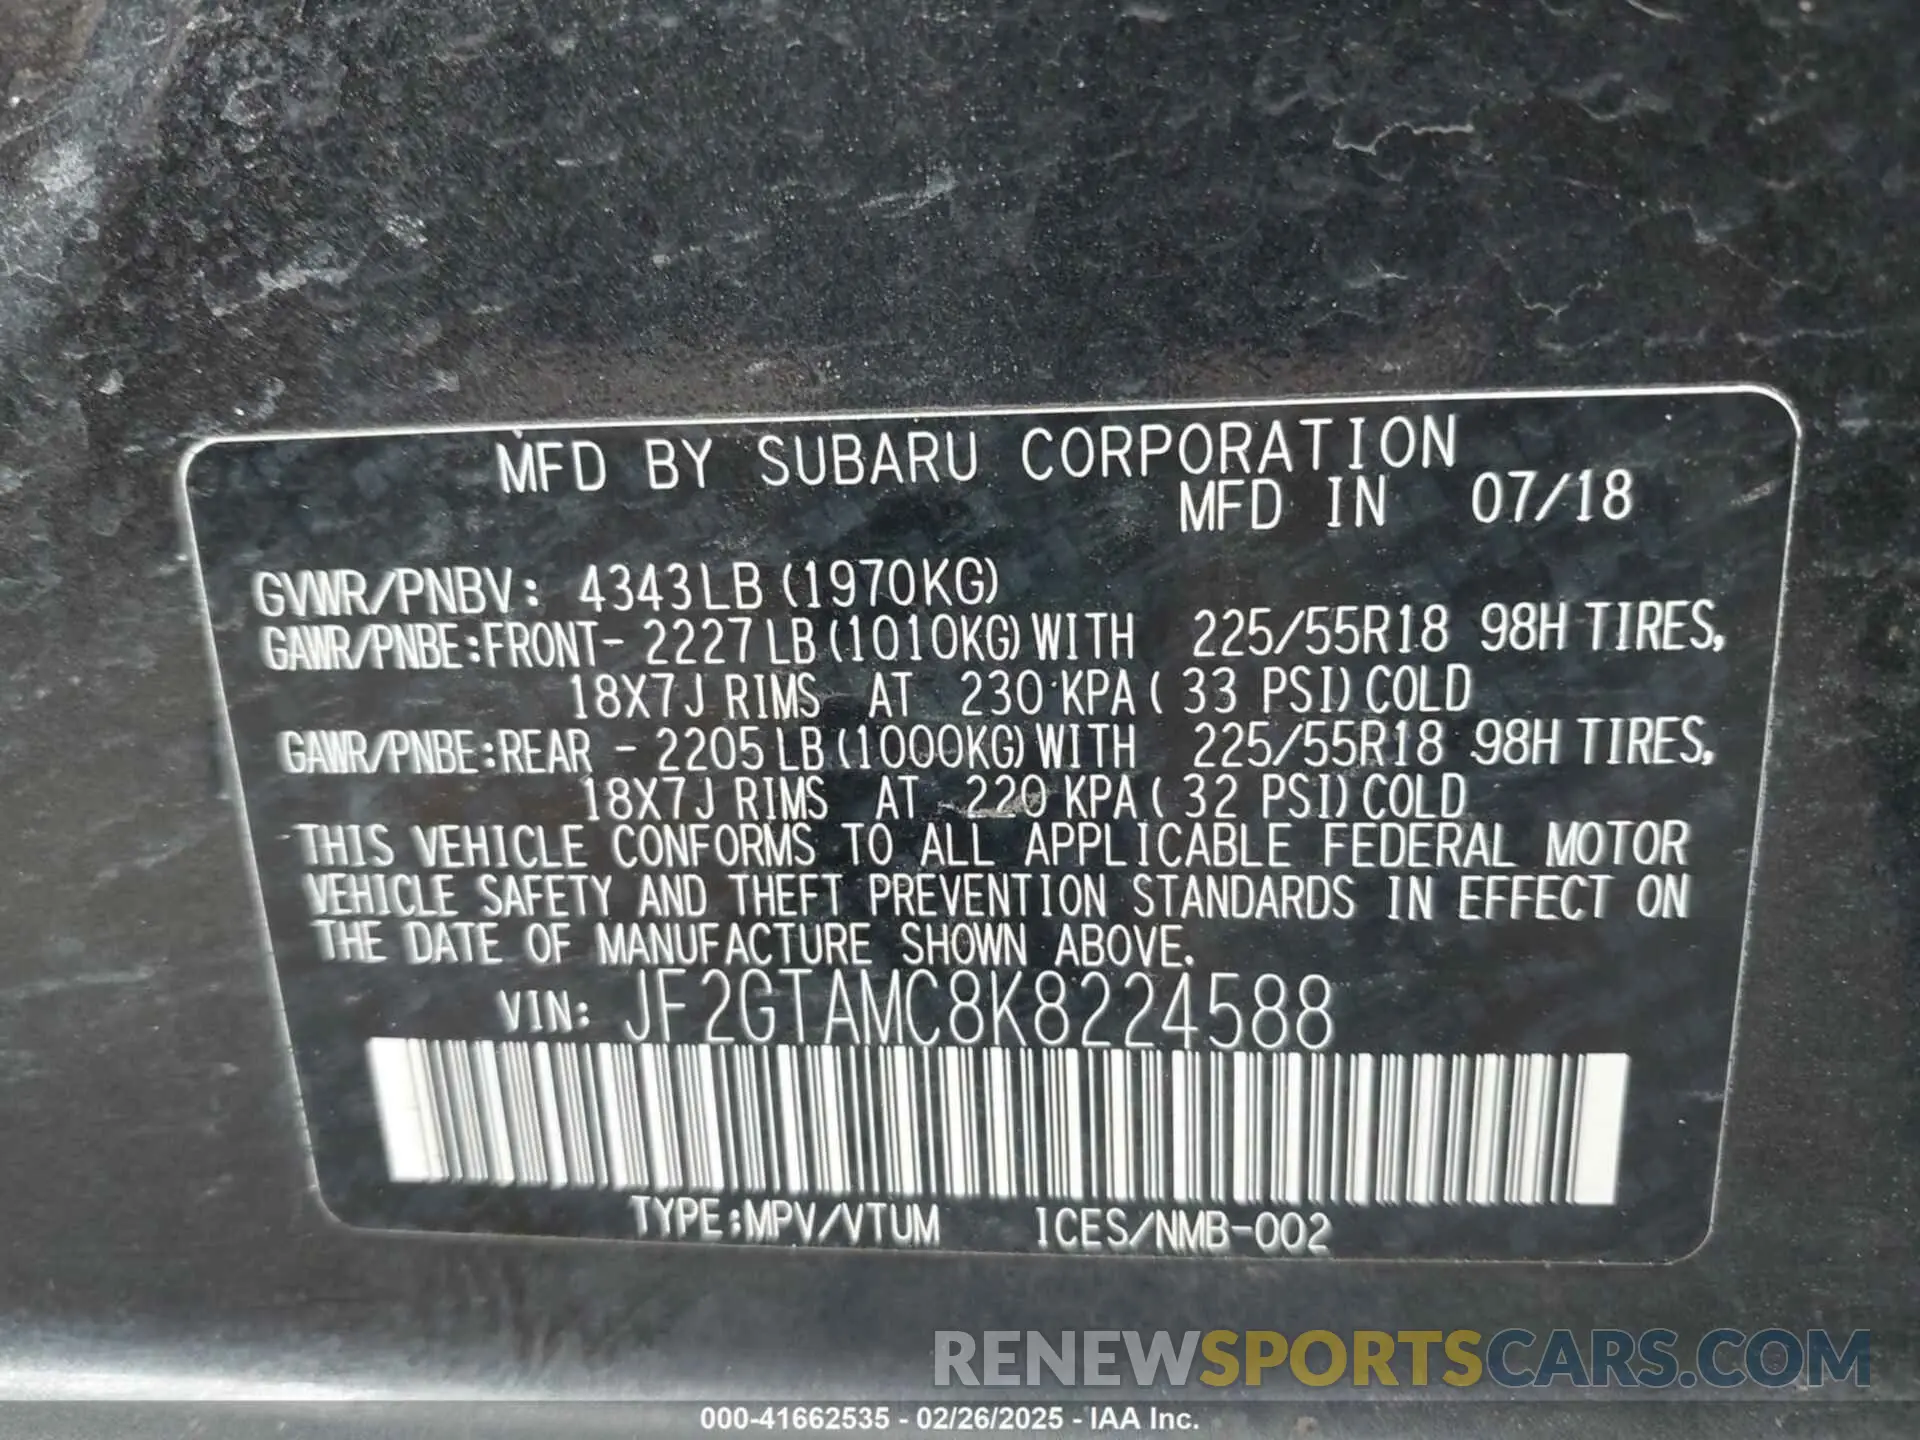 MFD BY SUBARU CORPORATION
MFD IN 07/18
GVWR/PNBV: 4343LB (1970KG)
GAWR/PNBE:FRONT- 2227LB (1010KG) WITH 225/55R18 98H TIRES,
18X7J RIMS AT 230 KPA ( 33 PSI) COLD
GAWR/PNBE:REAR - 2205LB (1000KG) WITH 225/55R18 98H TIRES,
18X7J RIMS AT 220 KPA ( 32 PSI) COLD
THIS VEHICLE CONFORMS TO ALL APPLICABLE FEDERAL MOTOR
VEHICLE SAFETY AND THEFT PREVENTION STANDARDS IN EFFECT ON
THE DATE OF MANUFACTURE SHOWN ABOVE.
VIN: JF2GTAMC8K8224588
TYPE:MPV/VTUM ICES/NMB-002
RENEWSPORTSCARS.COM
000-41662535 - 02/26/2025 - IAA Inc.